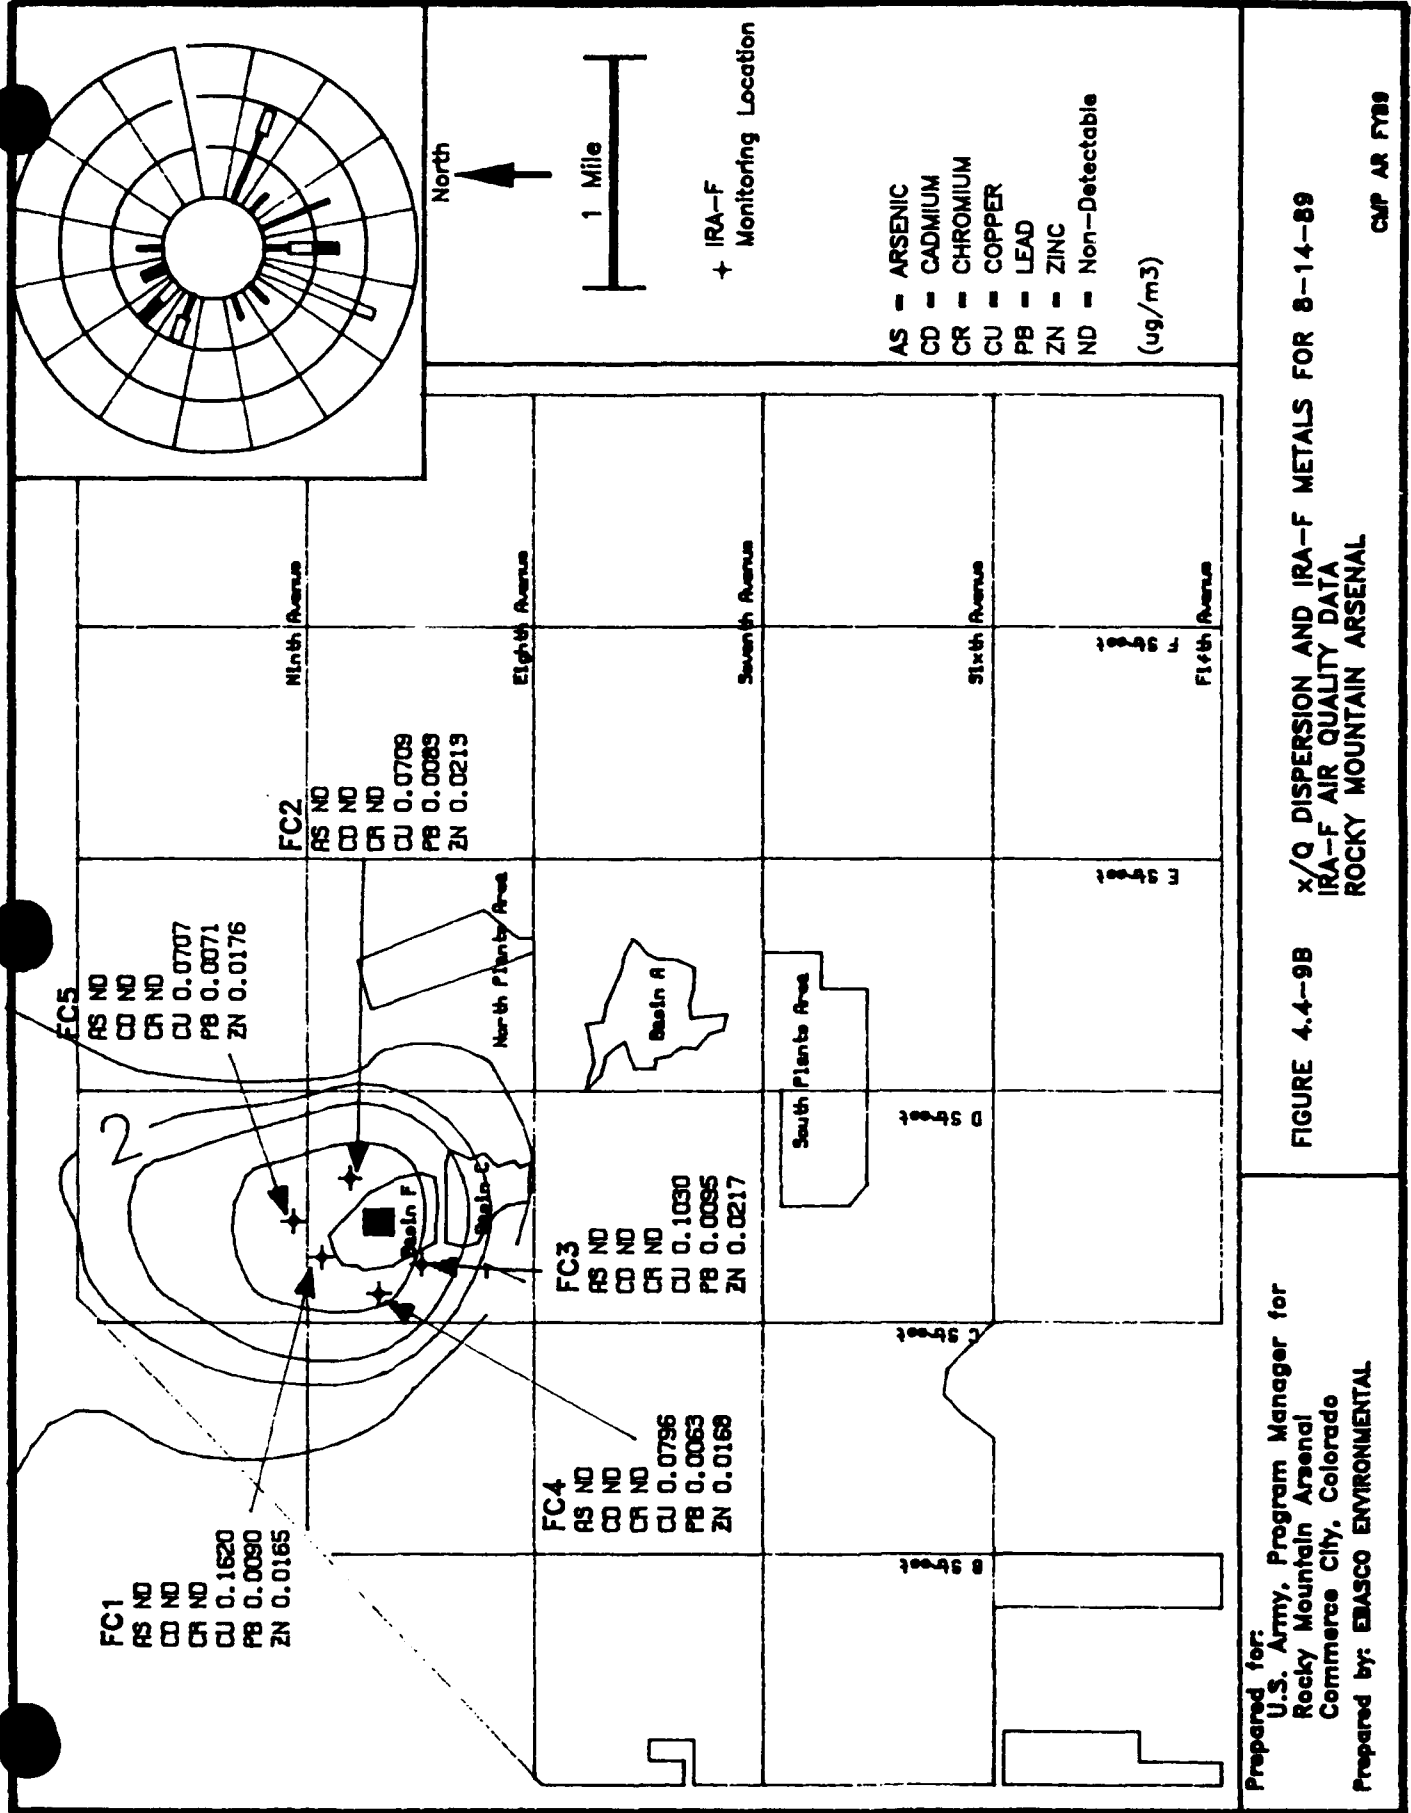 North
1 Mile
IRA-F
Monitoring Location
AS = ARSENIC
CD = CADMIUM
CR = CHROMIUM
CU = COPPER
PB = LEAD
ZN = ZINC
ND = Non-Detectable
(ug/m3)
FC5
AS ND
CD ND
CR ND
CU 0.0707
PB 0.0071
ZN 0.0176
FC2
AS ND
CD ND
CR ND
CU 0.0709
PB 0.0089
ZN 0.0213
FC1
AS ND
CD ND
CR ND
CU 0.1620
PB 0.0090
ZN 0.0165
FC4
AS ND
CD ND
CR ND
CU 0.0796
PB 0.0063
ZN 0.0168
FC3
AS ND
CD ND
CR ND
CU 0.1030
PB 0.0095
ZN 0.0217
2
Basin F
Basin C
North Plants Area
Basin A
South Plants Area
Ninth Avenue
Eighth Avenue
Seventh Avenue
Sixth Avenue
Fifth Avenue
B Street
C Street
D Street
E Street
F Street
Prepared for:
U.S. Army, Program Manager for
Rocky Mountain Arsenal
Commerce City, Colorado
Prepared by: EBASCO ENVIRONMENTAL
FIGURE 4.4-9B x/Q DISPERSION AND IRA-F METALS FOR 8-14-89
IRA-F AIR QUALITY DATA
ROCKY MOUNTAIN ARSENAL
CMP AR FY89